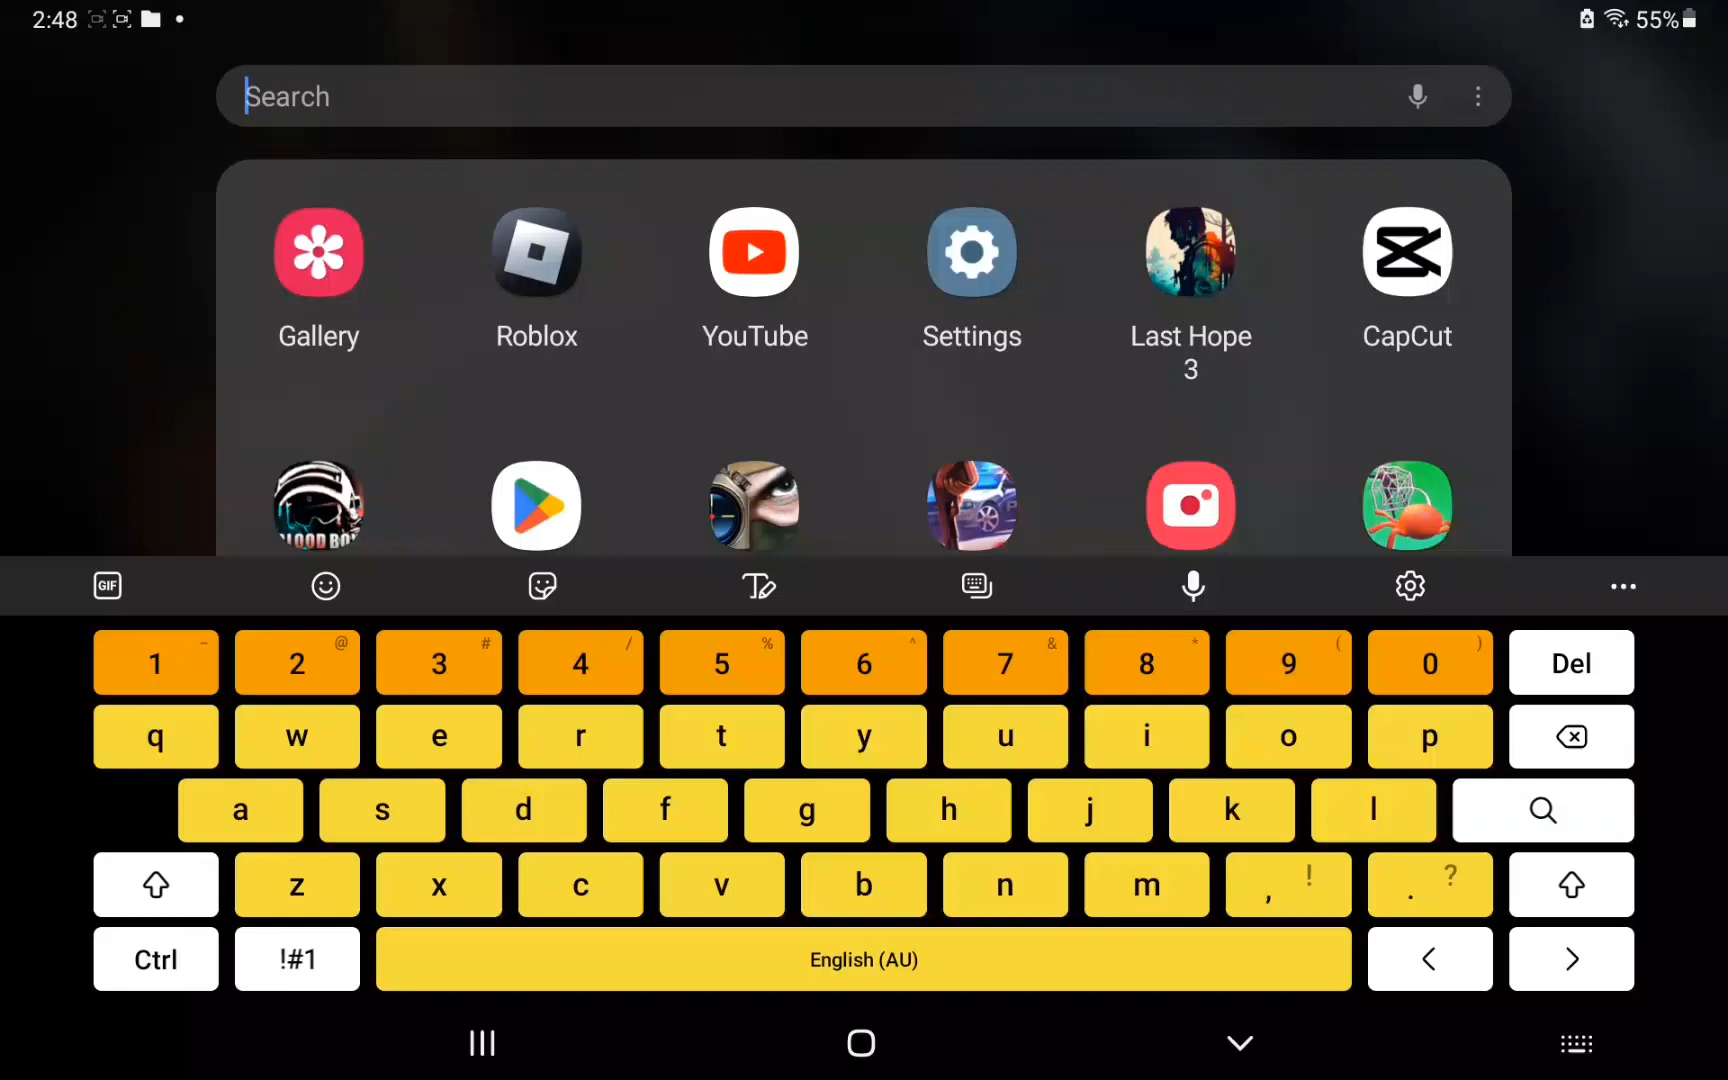 2:48 55%
Search
Gallery Roblox YouTube Settings Last Hope 3 CapCut
GIF
1 - 2 @ 3 # 4 / 5 % 6 ^ 7 & 8 * 9 ( 0 ) Del
q w e r t y u i o p
a s d f g h j k l
z x c v b n m , ! . ?
Ctrl !#1 English (AU) < >